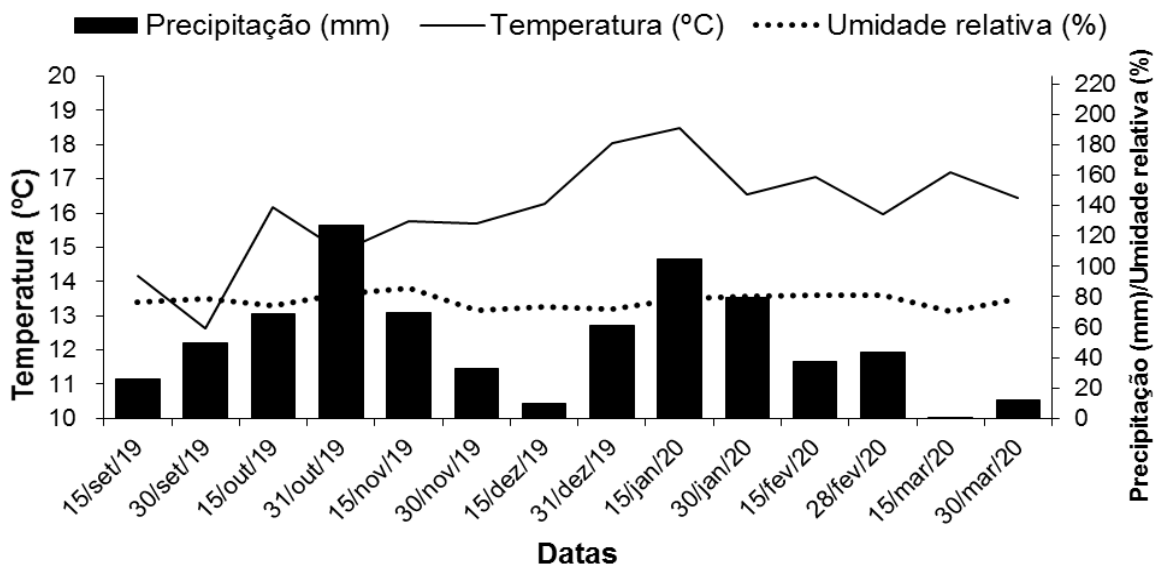 Precipitação (mm) Temperatura (ºC) Umidade relativa (%)
Temperatura (ºC)
20
19
18
17
16
15
14
13
12
11
10
220
200
180
160
140
120
100
80
60
40
20
0
Precipitação (mm)/Umidade relativa (%)
15/set/19
30/set/19
15/out/19
31/out/19
15/nov/19
30/nov/19
15/dez/19
31/dez/19
15/jan/20
30/jan/20
15/fev/20
28/fev/20
15/mar/20
30/mar/20
Datas